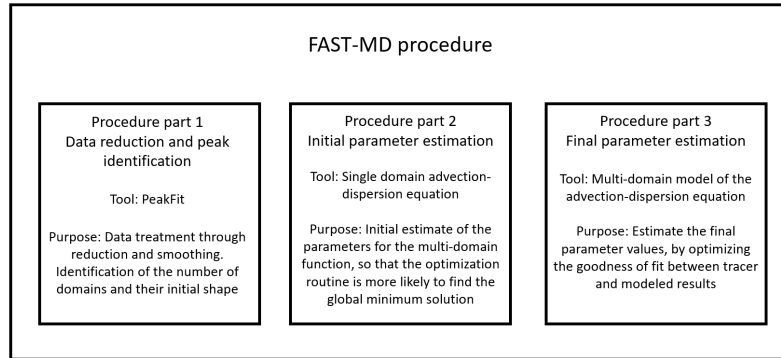 FAST-MD procedure
Procedure part 1
Data reduction and peak
identification
Tool: PeakFit
Purpose: Data treatment through
reduction and smoothing.
Identification of the number of
domains and their initial shape
Procedure part 2
Initial parameter estimation
Tool: Single domain advection-
dispersion equation
Purpose: Initial estimate of the
parameters for the multi-domain
function, so that the optimization
routine is more likely to find the
global minimum solution
Procedure part 3
Final parameter estimation
Tool: Multi-domain model of the
advection-dispersion equation
Purpose: Estimate the final
parameter values, by optimizing
the goodness of fit between tracer
and modeled results